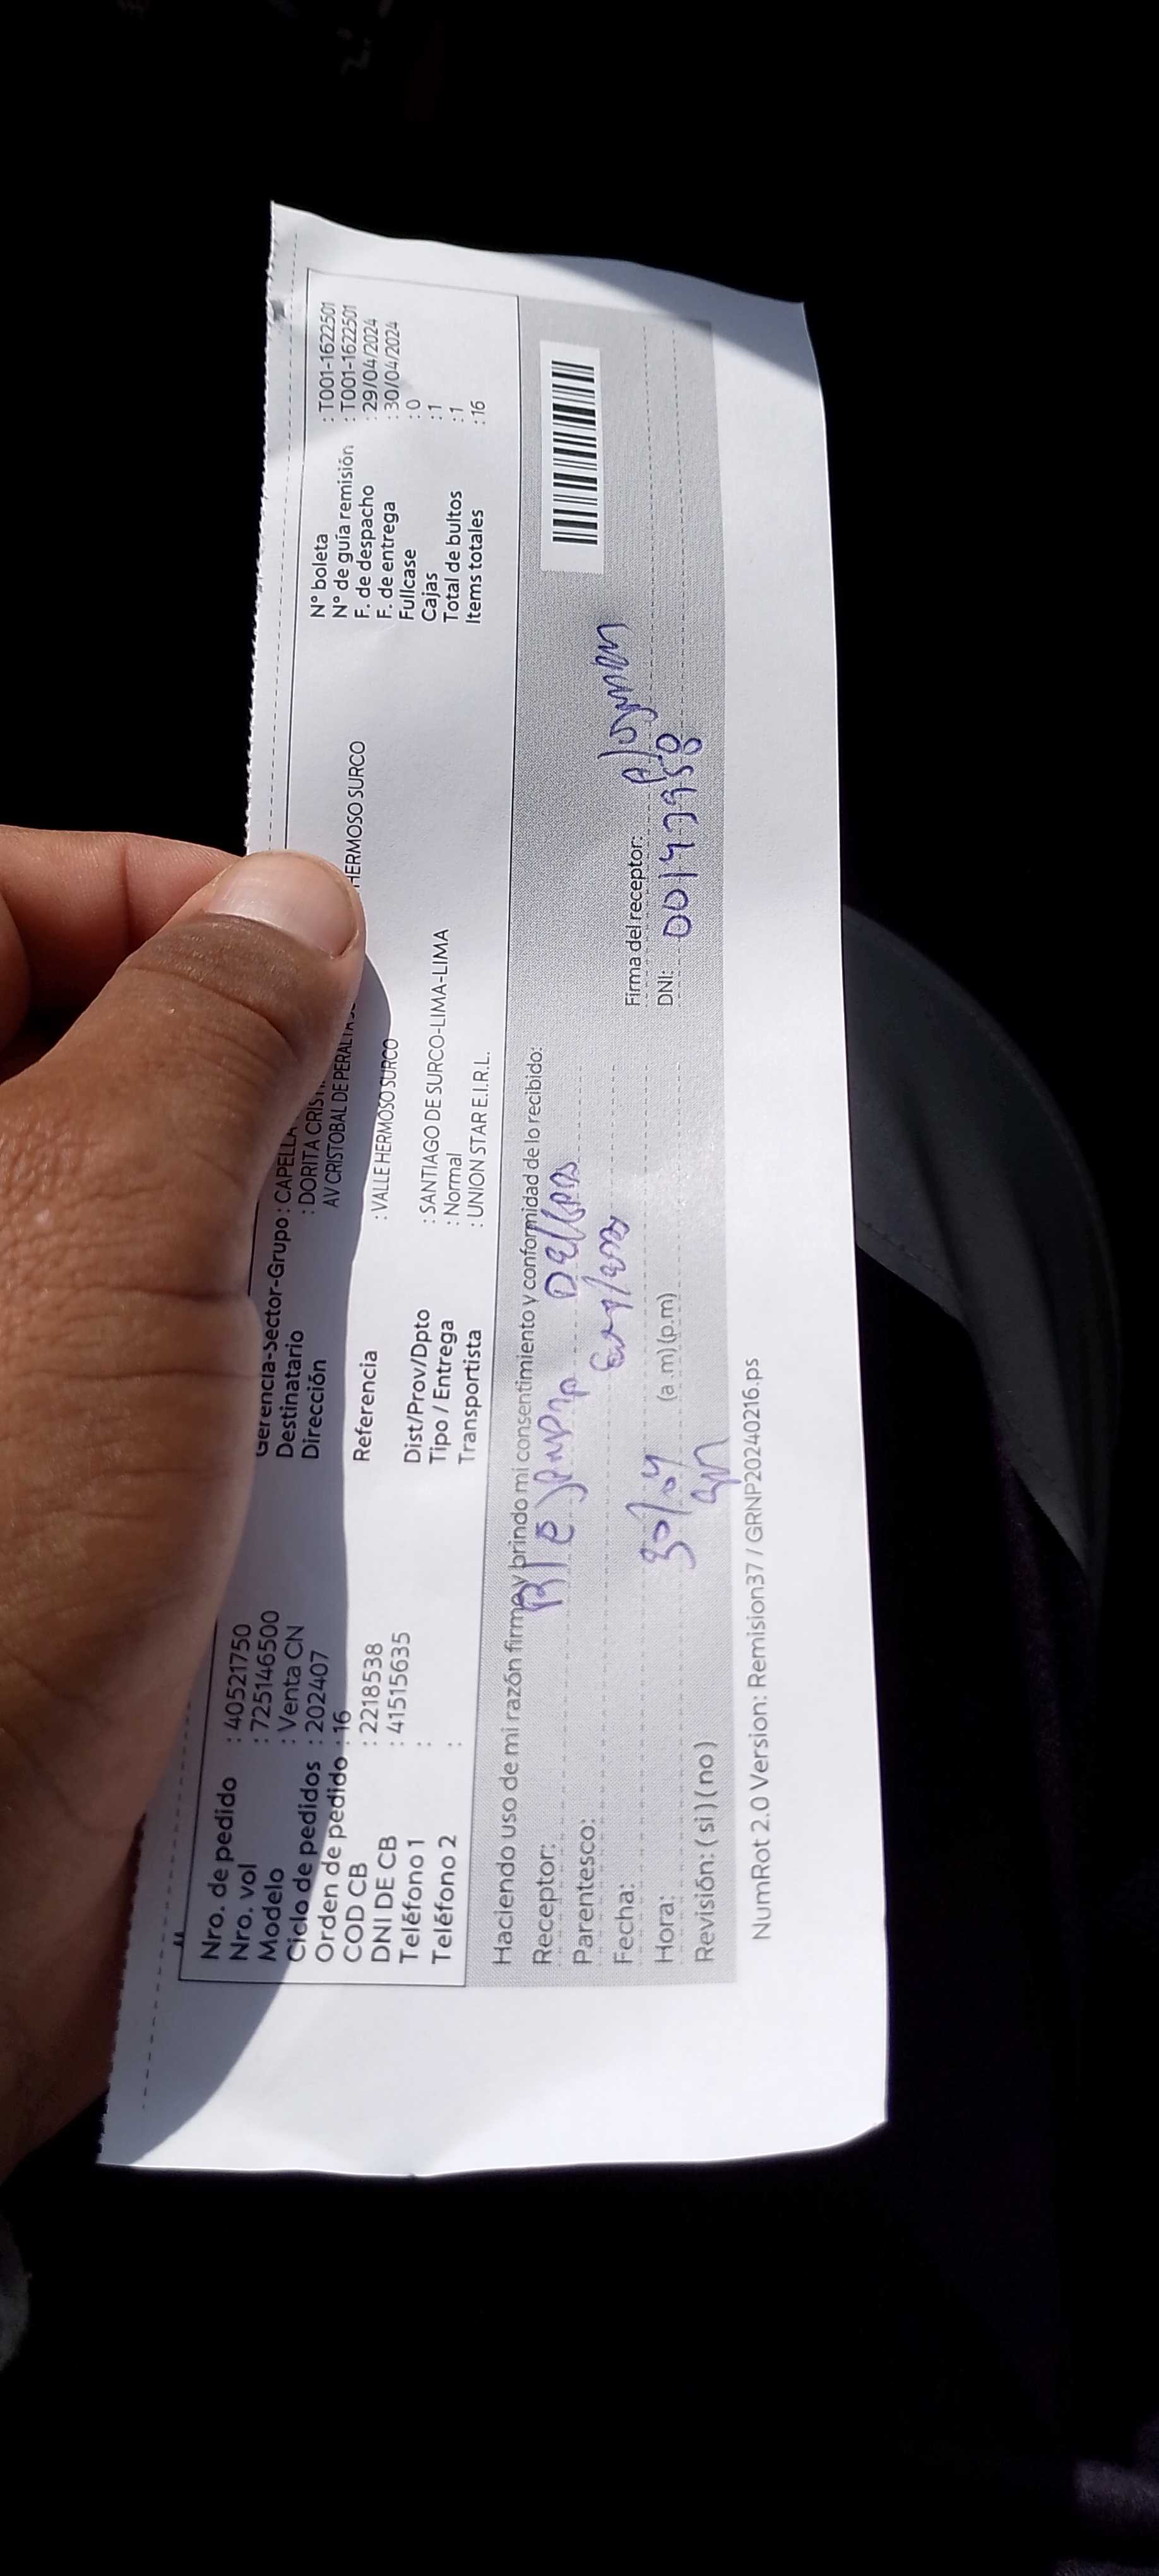 Nro. de pedido : 40521750
Nro. vol : 725146500
Modelo : Venta CN
Ciclo de pedidos : 202407
Orden de pedido : 16
COD CB : 2218538
DNI DE CB : 41515635
Teléfono 1 :
Teléfono 2 :
Gerencia-Sector-Grupo : CAPELLA
Destinatario : DORITA CRIST
Dirección AV CRISTOBAL DE PERALTA HERMOSO SURCO
Referencia : VALLE HERMOSO SURCO
Dist/Prov/Dpto : SANTIAGO DE SURCO-LIMA-LIMA
Tipo / Entrega : Normal
Transportista : UNION STAR E.I.R.L.
N° boleta : T001-1622501
N° de guía remisión : T001-1622501
F. de despacho : 29/04/2024
F. de entrega : 30/04/2024
Fullcase : 0
Cajas : 1
Total de bultos : 1
Items totales : 16
Haciendo uso de mi razón firmo y brindo mi consentimiento y conformidad de lo recibido:
Receptor:
Parentesco:
Fecha: 30/04
Hora: (a.m)(p.m)
Revisión: ( si ) ( no )
Firma del receptor:
DNI:
NumRot 2.0 Version: Remision37 / GRNP20240216.ps